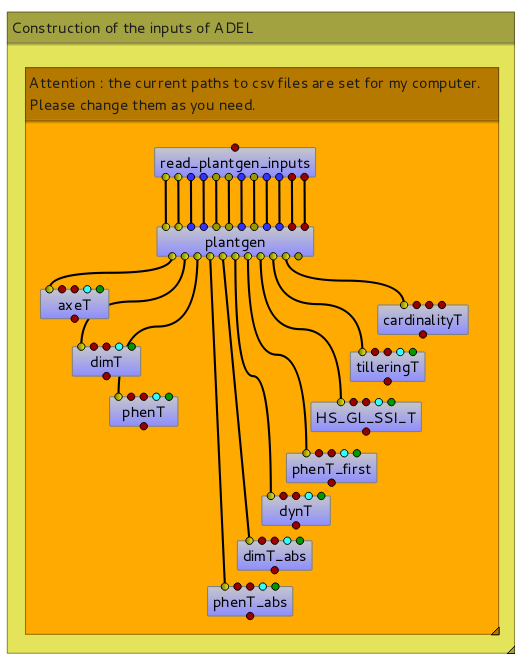 Construction of the inputs of ADEL
Attention : the current paths to csv files are set for my computer.
Please change them as you need.
read_plantgen_inputs
plantgen
axeT
cardinalityT
dimT
tilleringT
phenT
HS_GL_SSI_T
phenT_first
dynT
dimT_abs
phenT_abs